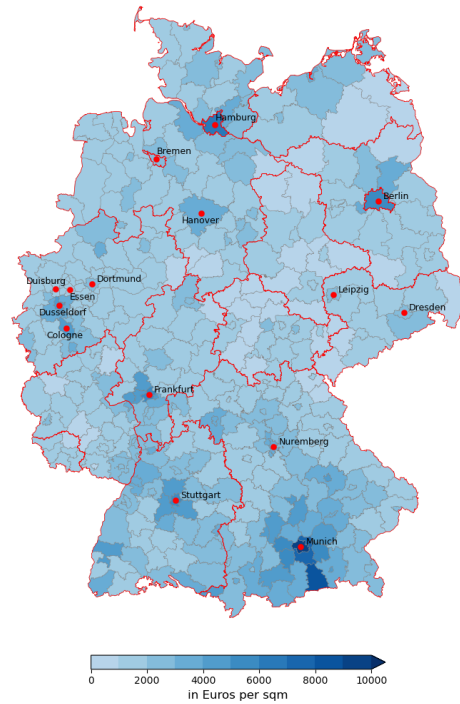 Hamburg
Bremen
Berlin
Hanover
Duisburg
Dortmund
Essen
Leipzig
Dusseldorf
Dresden
Cologne
Frankfurt
Nuremberg
Stuttgart
Munich
0 2000 4000 6000 8000 10000
in Euros per sqm